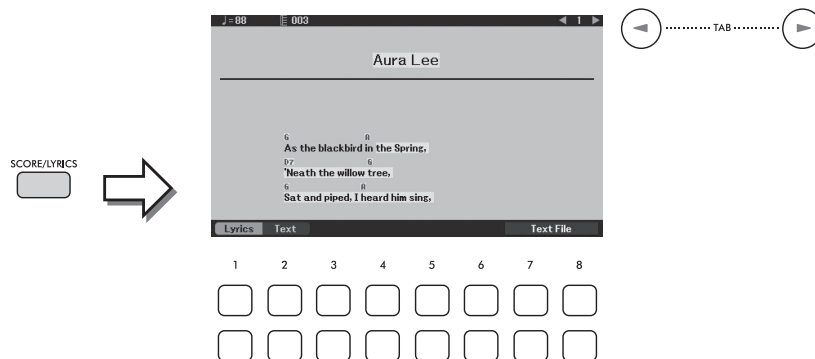 ♩= 88 003 ◀ 1 ▶
◀ TAB ▶
Aura Lee
G A
As the blackbird in the Spring,
D7 G
'Neath the willow tree,
G A
Sat and piped, I heard him sing,
SCORE/LYRICS
Lyrics Text Text File
1 2 3 4 5 6 7 8